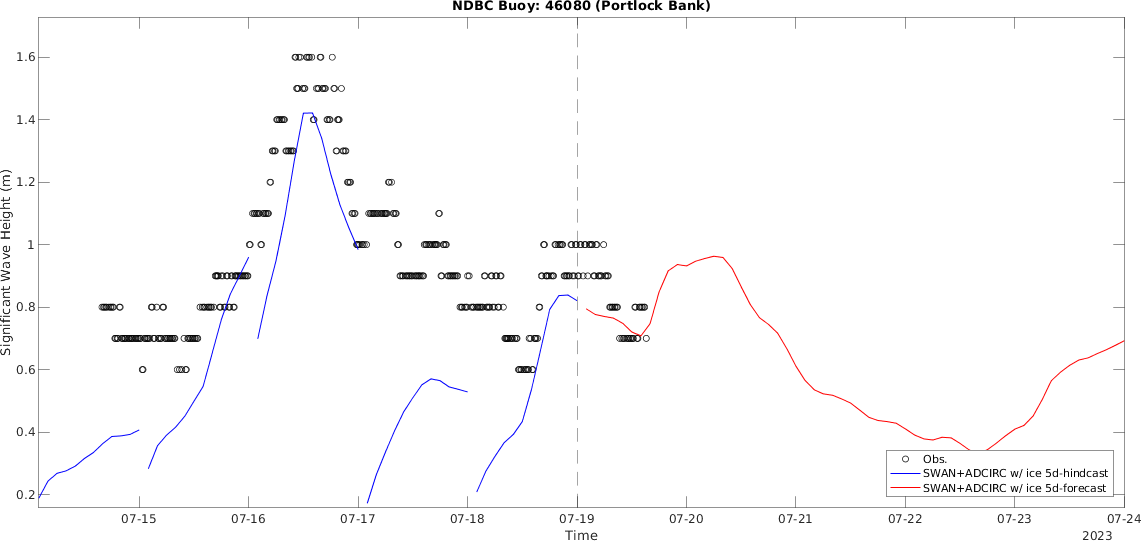 NDBC Buoy: 46080 (Portlock Bank)
Significant Wave Height (m)
1.6
1.4
1.2
1
0.8
0.6
0.4
0.2
Obs.
SWAN+ADCIRC w/ ice 5d-hindcast
SWAN+ADCIRC w/ ice 5d-forecast
07-15 07-16 07-17 07-18 07-19 07-20 07-21 07-22 07-23 07-24
Time
2023